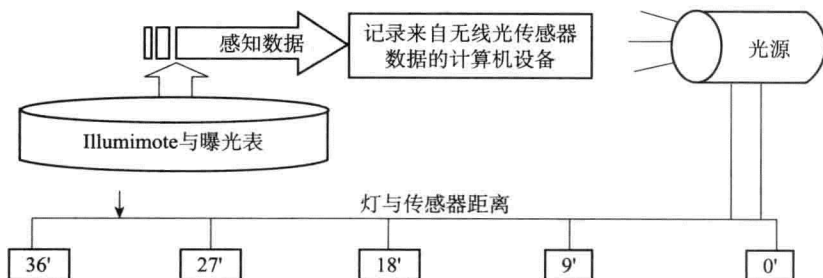 感知数据
记录来自无线光传感器
数据的计算机设备
光源
Illumimote与曝光表
灯与传感器距离
36'
27'
18'
9'
0'